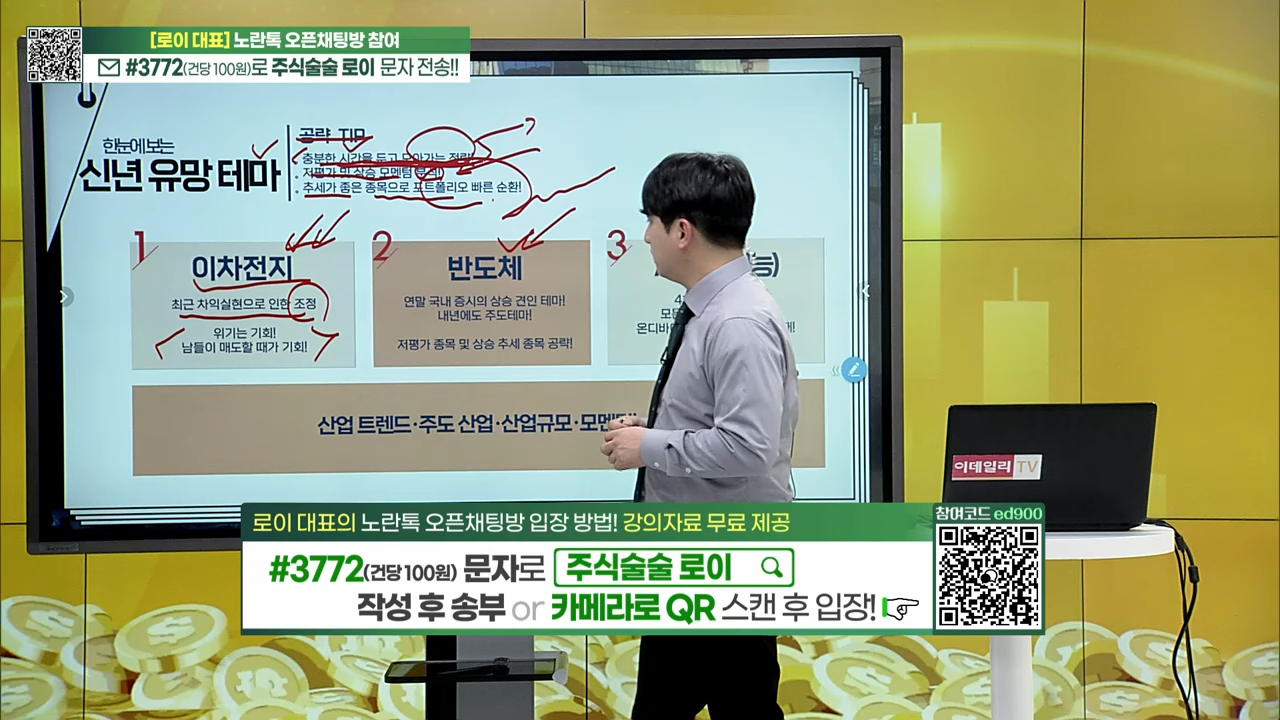 [로이 대표] 노란톡 오픈채팅방 참여
#3772(건당 100원)로 주식술술 로이 문자 전송!!
한눈에 보는
신년 유망 테마
공략 TIP
충분한 시간을 두고 모아가는 전략!
· 저평가 및 상승 모멘텀
· 추세가 좋은 종목으로 포트폴리오 빠른 순환!
1
이차전지
최근 차익실현으로 인한 조정
위기는 기회!
남들이 매도할 때가 기회!
2
반도체
연말 국내 증시의 상승 견인 테마!
내년에도 주도테마!
저평가 종목 및 상승 추세 종목 공략!
3
능)
온디바
산업 트렌드·주도 산업·산업규모·모멘텀
이데일리 TV
로이 대표의 노란톡 오픈채팅방 입장 방법! 강의자료 무료 제공
참여코드 ed900
#3772(건당 100원) 문자로 주식술술 로이
작성 후 송부 or 카메라로 QR 스캔 후 입장!